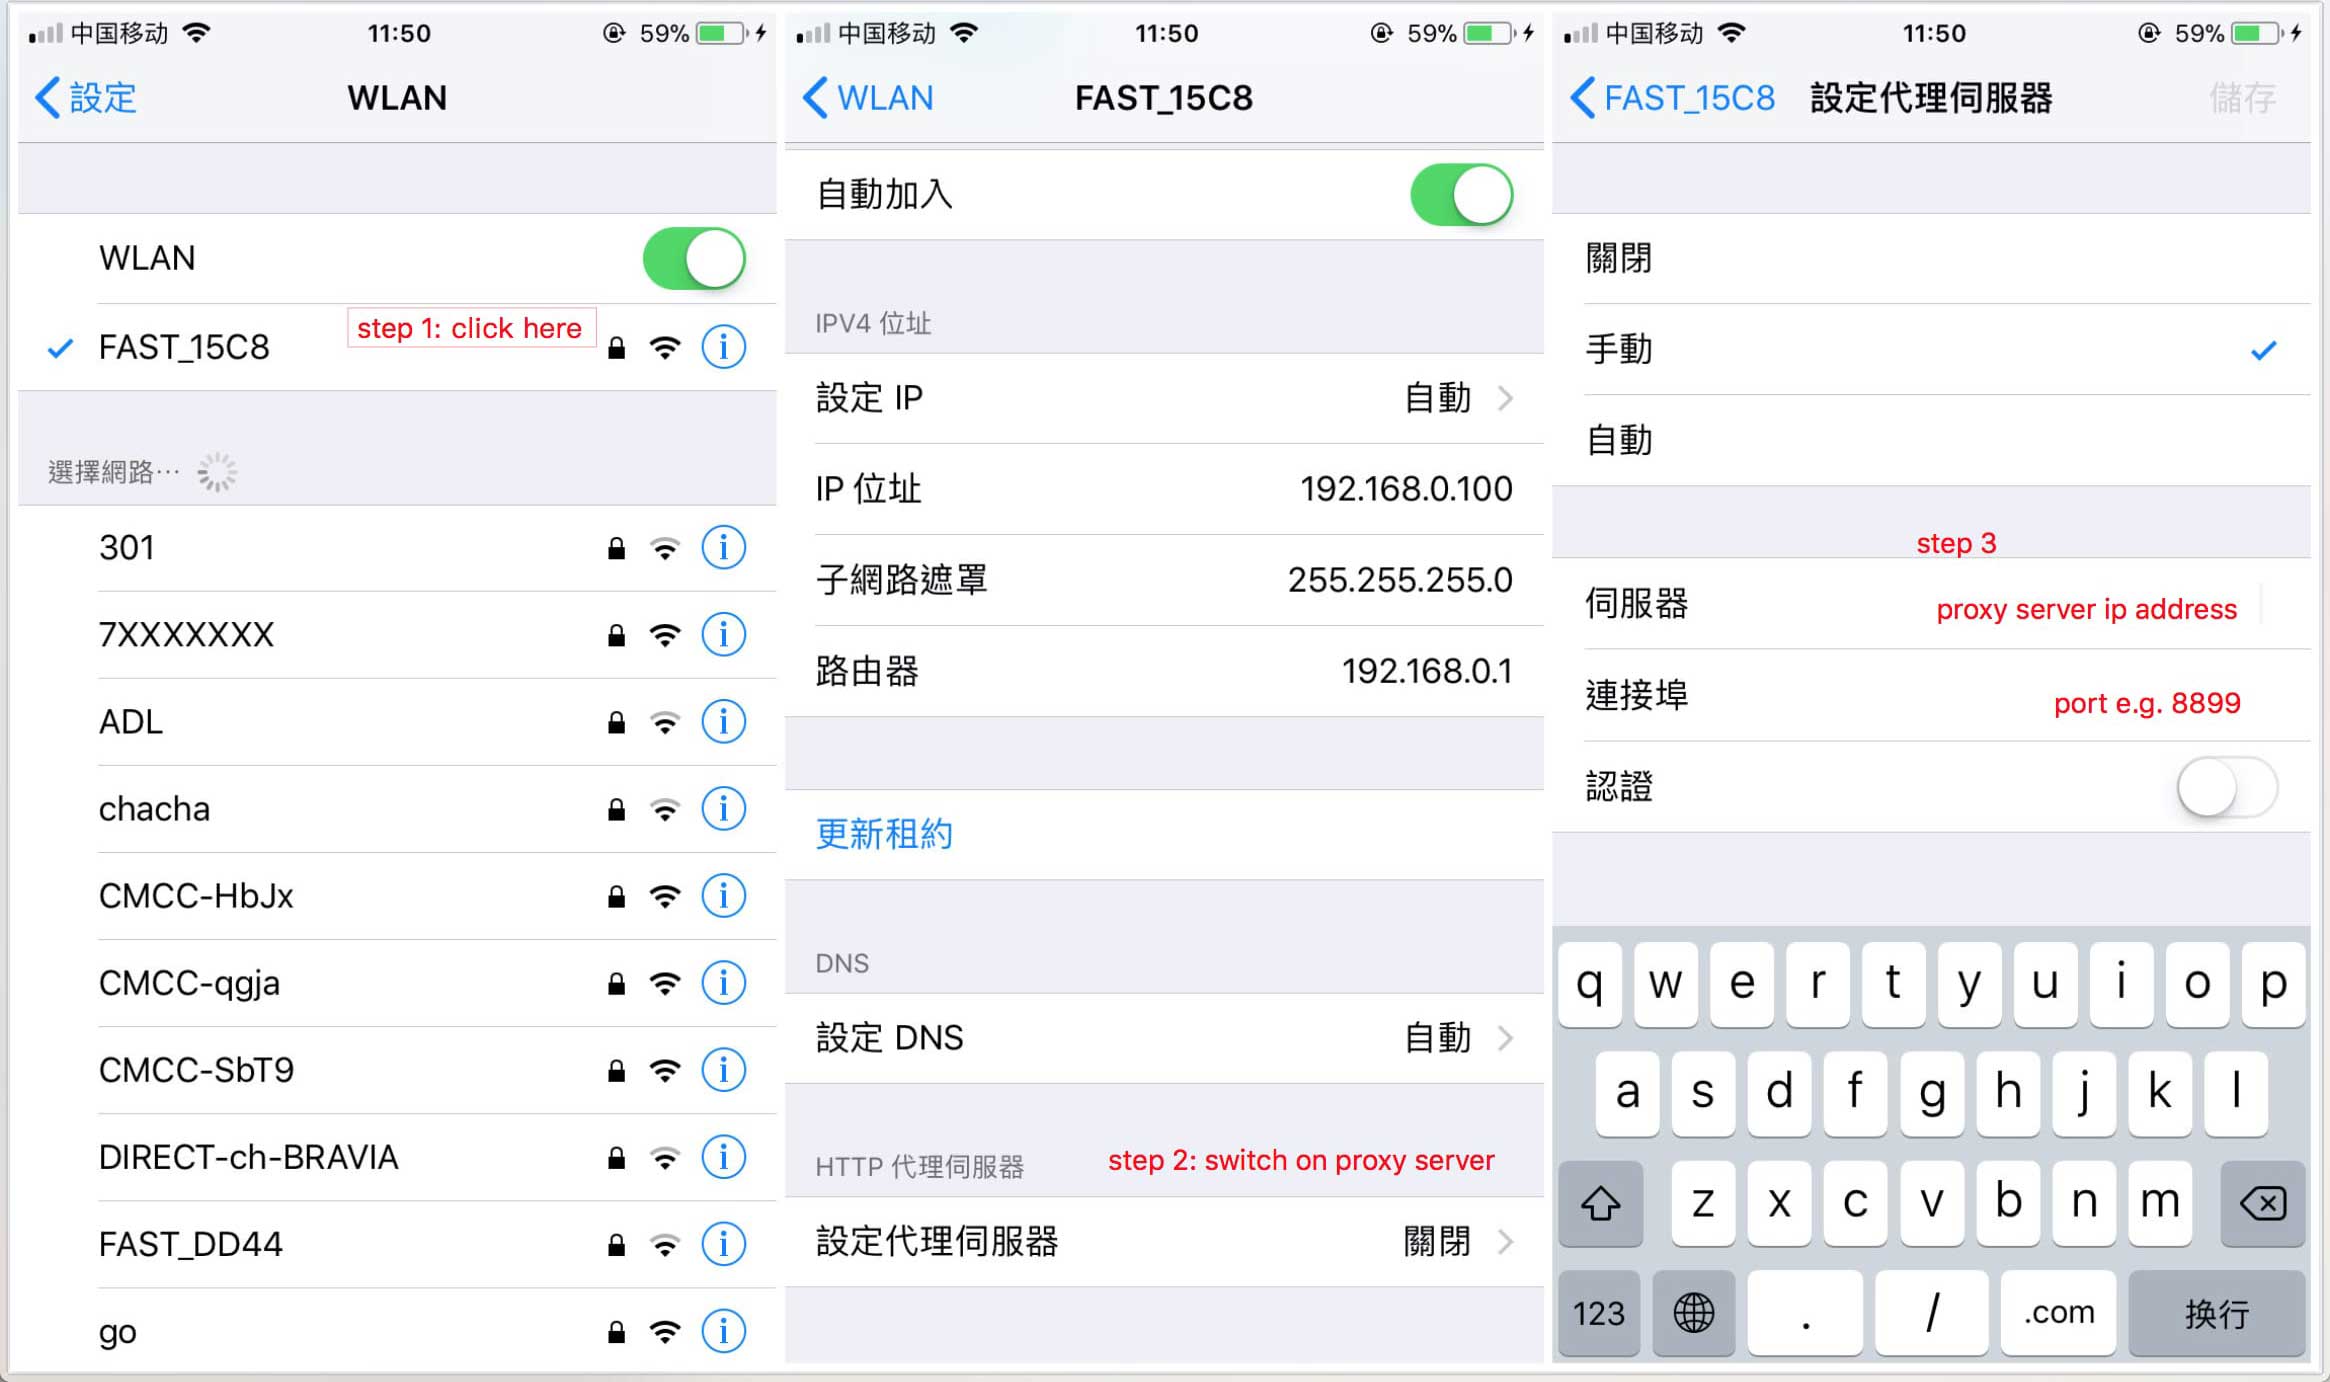 中国移动 11:50 59%
設定 WLAN
WLAN
step 1: click here
FAST_15C8
選擇網路…
301
7XXXXXXX
ADL
chacha
CMCC-HbJx
CMCC-qgja
CMCC-SbT9
DIRECT-ch-BRAVIA
FAST_DD44
go
中国移动 11:50 59%
WLAN FAST_15C8
自動加入
IPV4 位址
設定 IP 自動
IP 位址 192.168.0.100
子網路遮罩 255.255.255.0
路由器 192.168.0.1
更新租約
DNS
設定 DNS 自動
HTTP 代理伺服器 step 2: switch on proxy server
設定代理伺服器 關閉
中国移动 11:50 59%
FAST_15C8 設定代理伺服器 儲存
關閉
手動
自動
step 3
伺服器 proxy server ip address
連接埠 port e.g. 8899
認證
q w e r t y u i o p
a s d f g h j k l
z x c v b n m
123 . / .com 換行